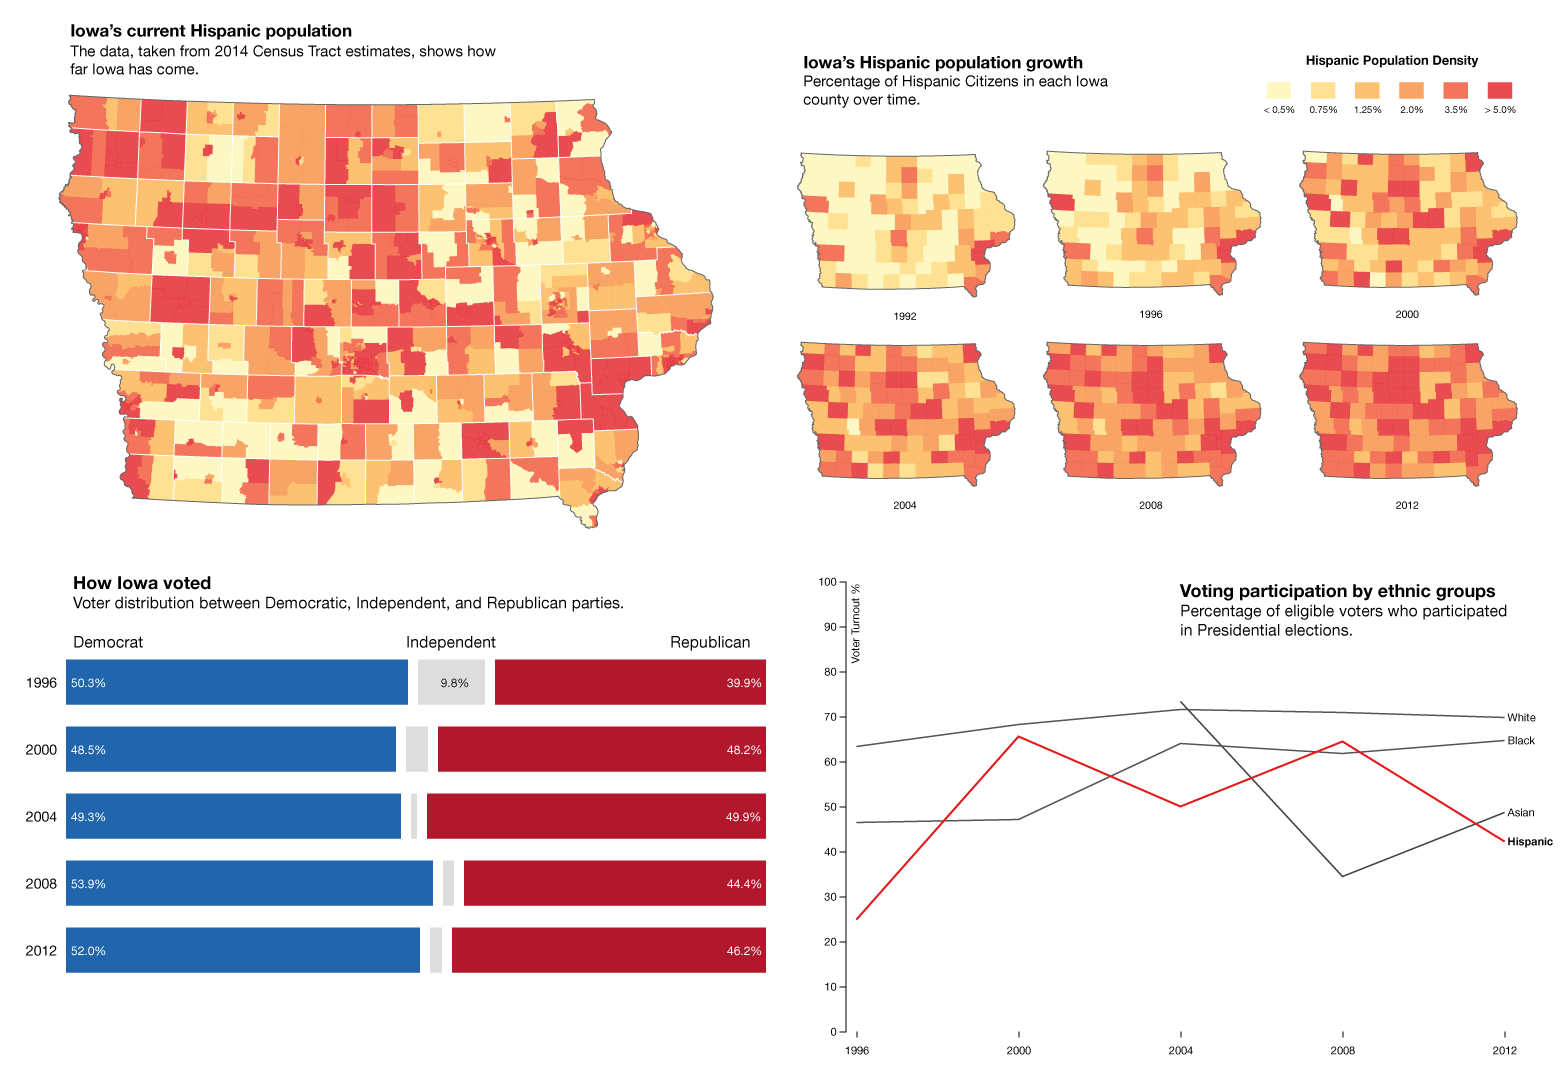 Iowa’s current Hispanic population
The data, taken from 2014 Census Tract estimates, shows how
far Iowa has come.
Iowa’s Hispanic population growth
Percentage of Hispanic Citizens in each Iowa
county over time.
Hispanic Population Density
< 0.5% 0.75% 1.25% 2.0% 3.5% > 5.0%
1992 1996 2000
2004 2008 2012
How Iowa voted
Voter distribution between Democratic, Independent, and Republican parties.
Democrat Independent Republican
1996 50.3% 9.8% 39.9%
2000 48.5% 48.2%
2004 49.3% 49.9%
2008 53.9% 44.4%
2012 52.0% 46.2%
Voting participation by ethnic groups
Percentage of eligible voters who participated
in Presidential elections.
Voter Turnout %
100
90
80
70
60
50
40
30
20
10
0
White
Black
Asian
Hispanic
1996 2000 2004 2008 2012